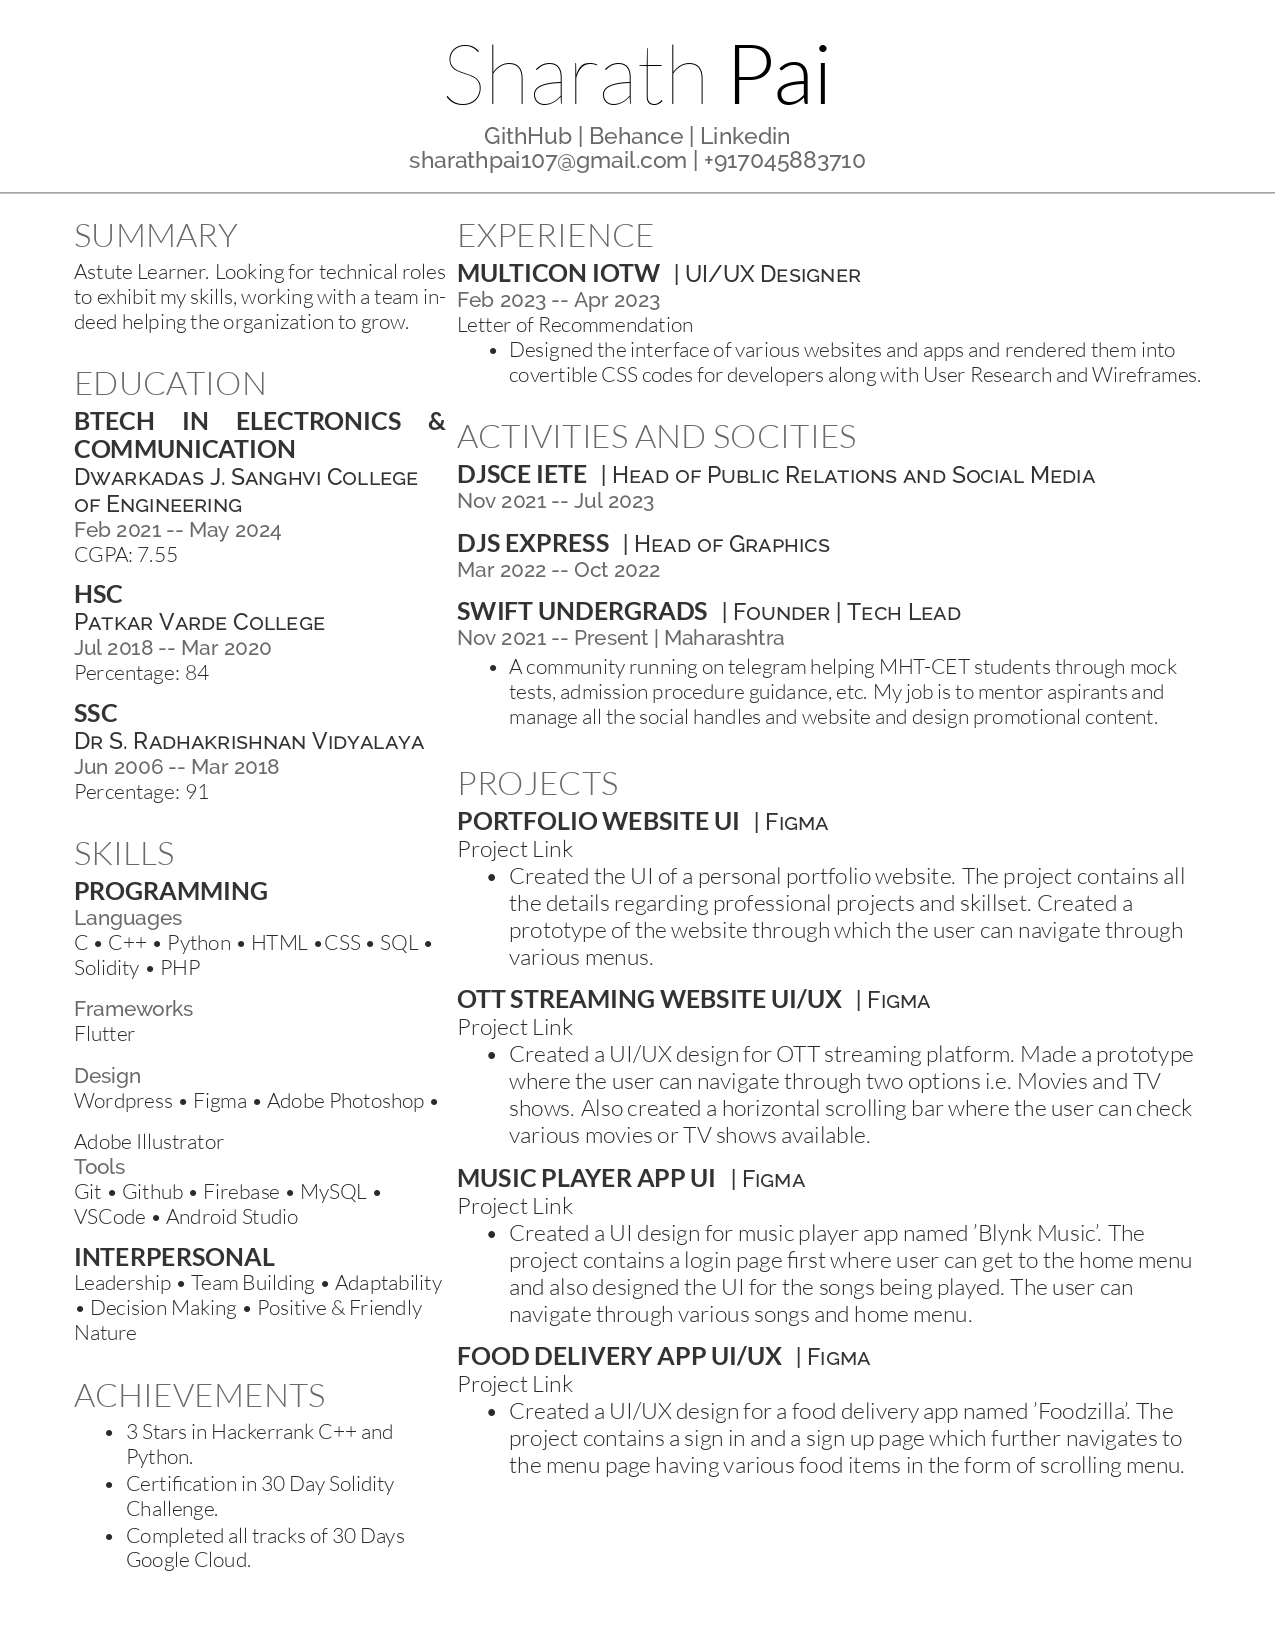 Sharath Pai
GithHub | Behance | Linkedin
sharathpai107@gmail.com | +917045883710
SUMMARY
Astute Learner. Looking for technical roles
to exhibit my skills, working with a team in-
deed helping the organization to grow.
EDUCATION
BTECH IN ELECTRONICS &
COMMUNICATION
Dwarkadas J. Sanghvi College
of Engineering
Feb 2021 -- May 2024
CGPA: 7.55
HSC
Patkar Varde College
Jul 2018 -- Mar 2020
Percentage: 84
SSC
Dr S. Radhakrishnan Vidyalaya
Jun 2006 -- Mar 2018
Percentage: 91
SKILLS
PROGRAMMING
Languages
C • C++ • Python • HTML •CSS • SQL •
Solidity • PHP
Frameworks
Flutter
Design
Wordpress • Figma • Adobe Photoshop •
Adobe Illustrator
Tools
Git • Github • Firebase • MySQL •
VSCode • Android Studio
INTERPERSONAL
Leadership • Team Building • Adaptability
• Decision Making • Positive & Friendly
Nature
ACHIEVEMENTS
• 3 Stars in Hackerrank C++ and
Python.
• Certification in 30 Day Solidity
Challenge.
• Completed all tracks of 30 Days
Google Cloud.
EXPERIENCE
MULTICON IOTW | UI/UX Designer
Feb 2023 -- Apr 2023
Letter of Recommendation
• Designed the interface of various websites and apps and rendered them into
covertible CSS codes for developers along with User Research and Wireframes.
ACTIVITIES AND SOCITIES
DJSCE IETE | Head of Public Relations and Social Media
Nov 2021 -- Jul 2023
DJS EXPRESS | Head of Graphics
Mar 2022 -- Oct 2022
SWIFT UNDERGRADS | Founder | Tech Lead
Nov 2021 -- Present | Maharashtra
• A community running on telegram helping MHT-CET students through mock
tests, admission procedure guidance, etc. My job is to mentor aspirants and
manage all the social handles and website and design promotional content.
PROJECTS
PORTFOLIO WEBSITE UI | Figma
Project Link
• Created the UI of a personal portfolio website. The project contains all
the details regarding professional projects and skillset. Created a
prototype of the website through which the user can navigate through
various menus.
OTT STREAMING WEBSITE UI/UX | Figma
Project Link
• Created a UI/UX design for OTT streaming platform. Made a prototype
where the user can navigate through two options i.e. Movies and TV
shows. Also created a horizontal scrolling bar where the user can check
various movies or TV shows available.
MUSIC PLAYER APP UI | Figma
Project Link
• Created a UI design for music player app named ’Blynk Music’. The
project contains a login page first where user can get to the home menu
and also designed the UI for the songs being played. The user can
navigate through various songs and home menu.
FOOD DELIVERY APP UI/UX | Figma
Project Link
• Created a UI/UX design for a food delivery app named ’Foodzilla’. The
project contains a sign in and a sign up page which further navigates to
the menu page having various food items in the form of scrolling menu.